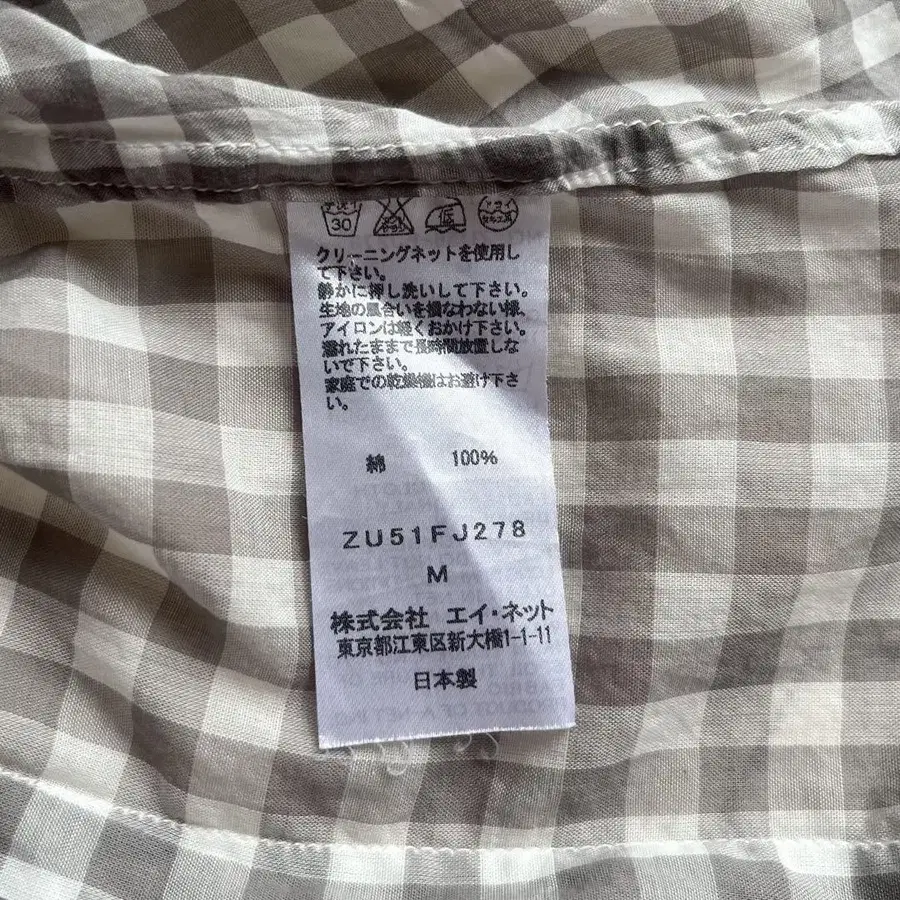 30
低
クリーニングネットを使用し
て下さい。
静かに押し洗いして下さい。
生地の風合いを損なわない様、
アイロンは軽くおかけ下さい。
濡れたままで長時間放置しな
いで下さい。
家庭での乾燥機はお避け下さ
い。
綿 100%
ZU51FJ278
M
株式会社 エイ・ネット
東京都江東区新大橋1-1-11
日本製